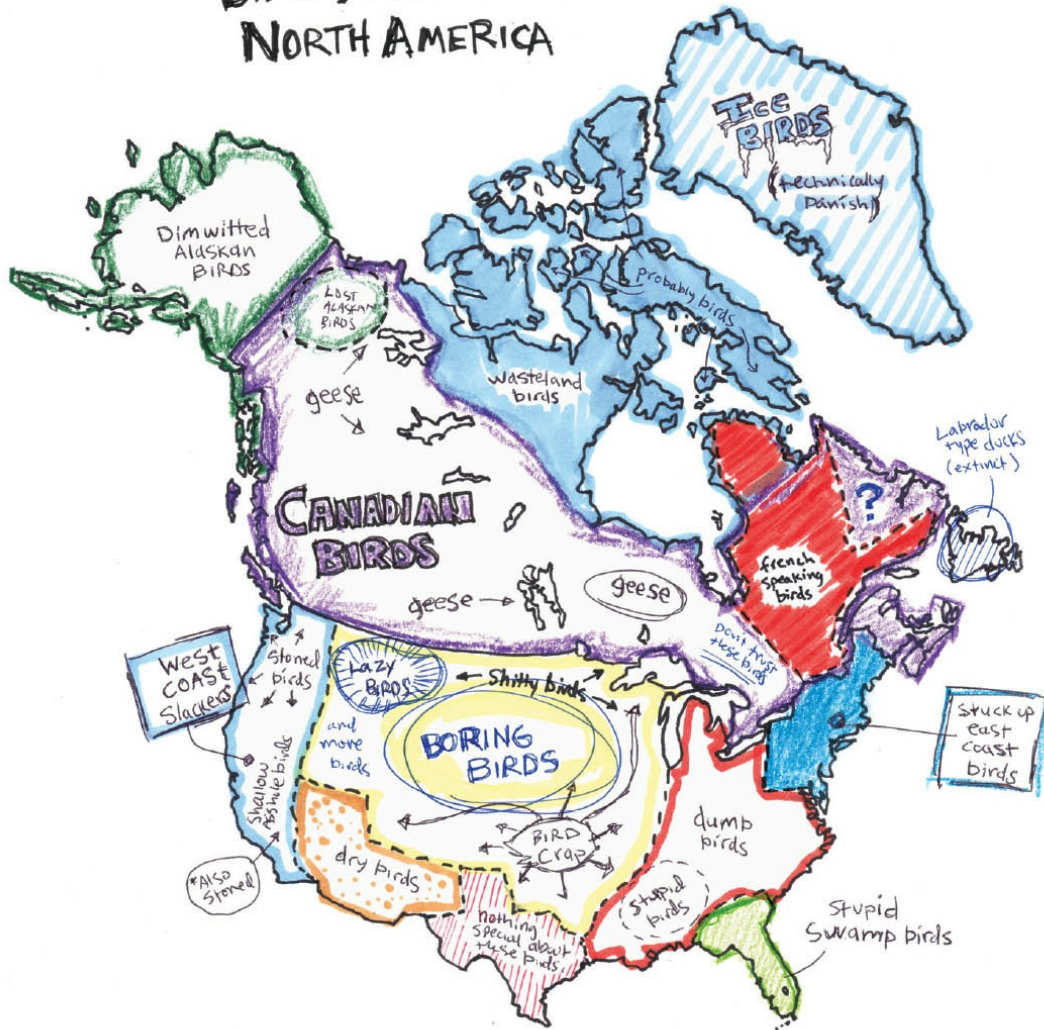 NORTH AMERICA
ICE
BIRDS
(technically
Danish)
Dimwitted
Alaskan
BIRDS
LOST
ALASKAN
BIRDS
probably birds
wasteland
birds
geese
Labrador
type ducks
(extinct)
?
CANADIAN
BIRDS
french
speaking
birds
geese
geese
Don't trust
these birds
West
COAST
Slackers
Stoned
birds
Lazy
BIRDS
Shitty birds
and
more
birds
BORING
BIRDS
Stuck up
east
coast
birds
Shallow
Asshole birds
*Also
Stoned
dry birds
BIRD
Crap
dumb
birds
Stupid
birds
nothing
special about
these birds
Stupid
Swamp birds